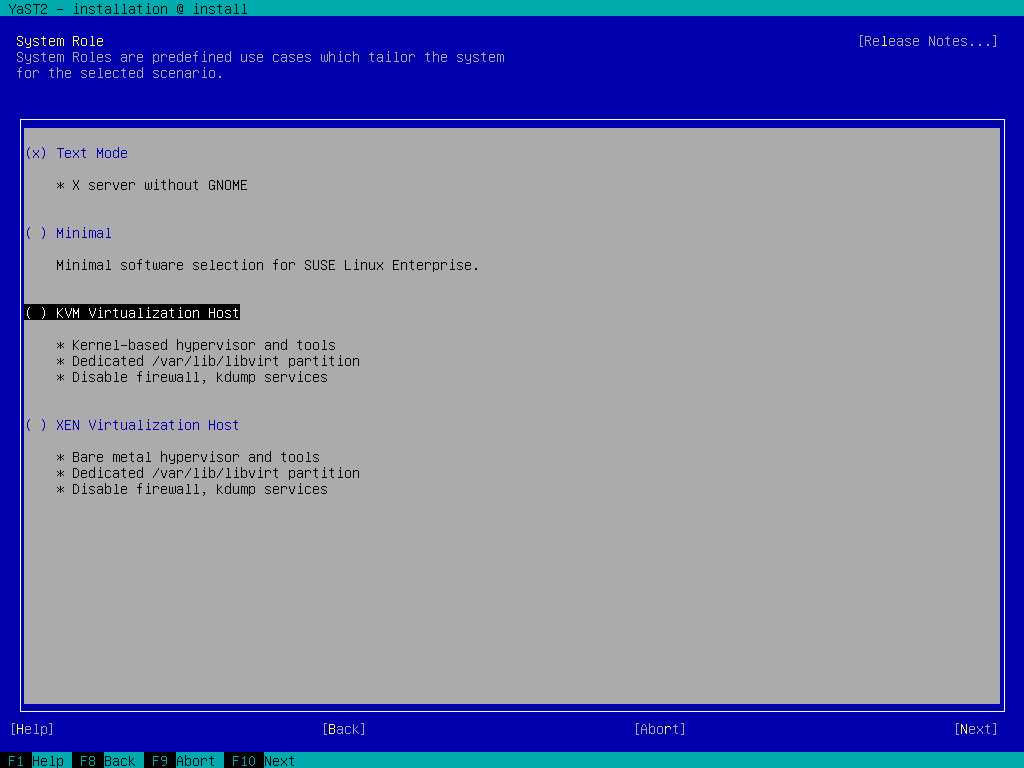 YaST2 - installation @ install
System Role [Release Notes...]
System Roles are predefined use cases which tailor the system
for the selected scenario.
(x) Text Mode
* X server without GNOME
( ) Minimal
Minimal software selection for SUSE Linux Enterprise.
( ) KVM Virtualization Host
* Kernel-based hypervisor and tools
* Dedicated /var/lib/libvirt partition
* Disable firewall, kdump services
( ) XEN Virtualization Host
* Bare metal hypervisor and tools
* Dedicated /var/lib/libvirt partition
* Disable firewall, kdump services
[Help] [Back] [Abort] [Next]
F1 Help F8 Back F9 Abort F10 Next